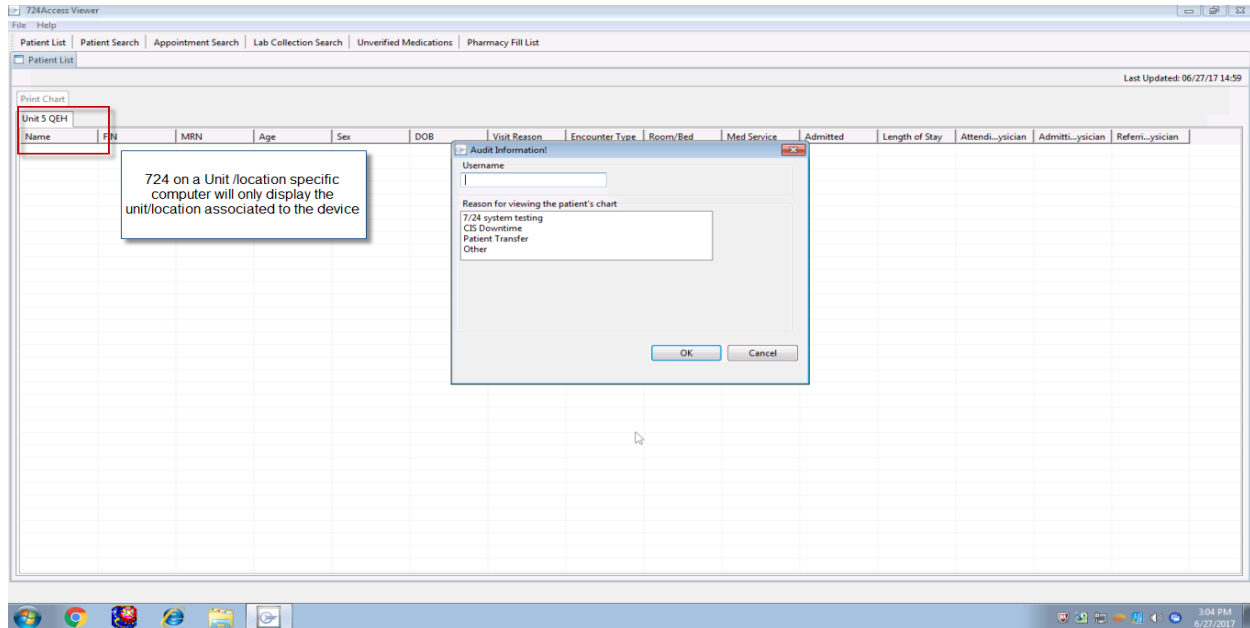 724Access Viewer
File Help
Patient List Patient Search Appointment Search Lab Collection Search Unverified Medications Pharmacy Fill List
Patient List
Last Updated: 06/27/17 14:59
Print Chart
Unit 5 QEH
Name FIN MRN Age Sex DOB Visit Reason Encounter Type Room/Bed Med Service Admitted Length of Stay Attendi...ysician Admitti...ysician Referri...ysician
724 on a Unit /location specific
computer will only display the
unit/location associated to the device
Audit Information!
Username
Reason for viewing the patient's chart
7/24 system testing
CIS Downtime
Patient Transfer
Other
OK Cancel
3:04 PM
6/27/2017